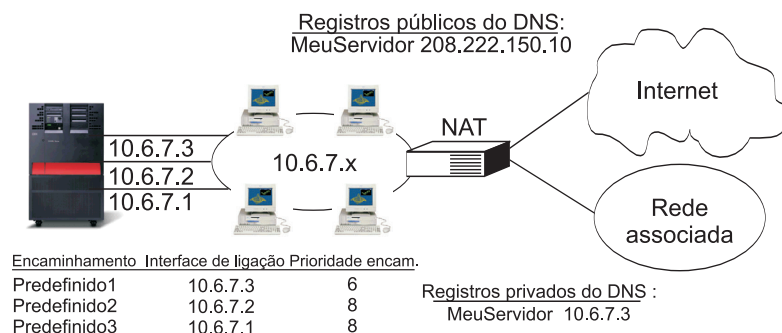 Registros públicos do DNS:
MeuServidor 208.222.150.10
Internet
NAT
10.6.7.3
10.6.7.2
10.6.7.1
10.6.7.x
Rede
associada
Encaminhamento Interface de ligação Prioridade encam.
Predefinido1 10.6.7.3 6
Predefinido2 10.6.7.2 8
Predefinido3 10.6.7.1 8
Registros privados do DNS :
MeuServidor 10.6.7.3